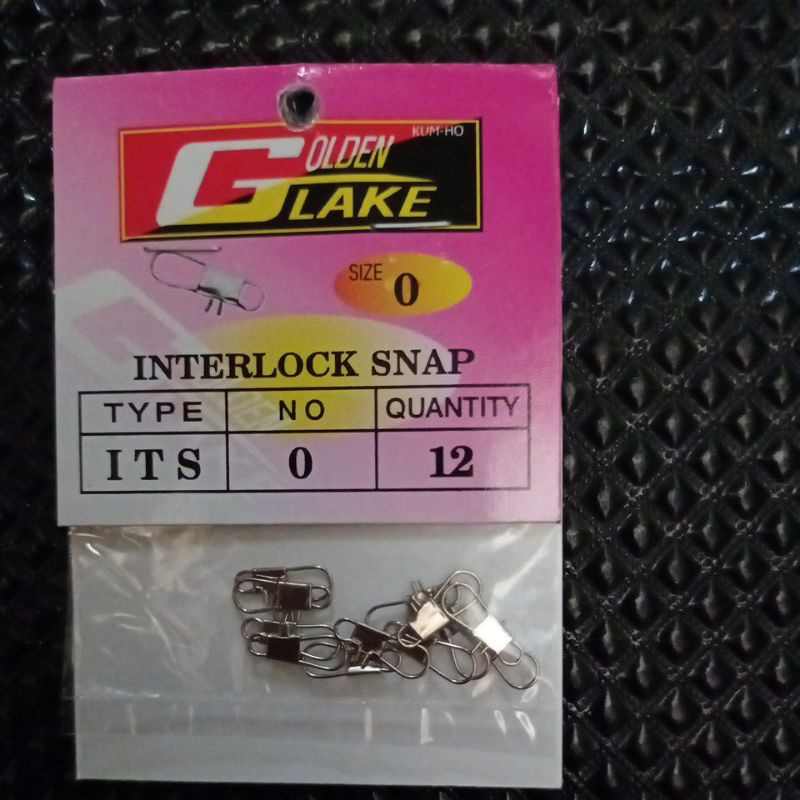 KUM-HO
GOLDEN
LAKE
SIZE 0
INTERLOCK SNAP
TYPE NO QUANTITY
ITS 0 12